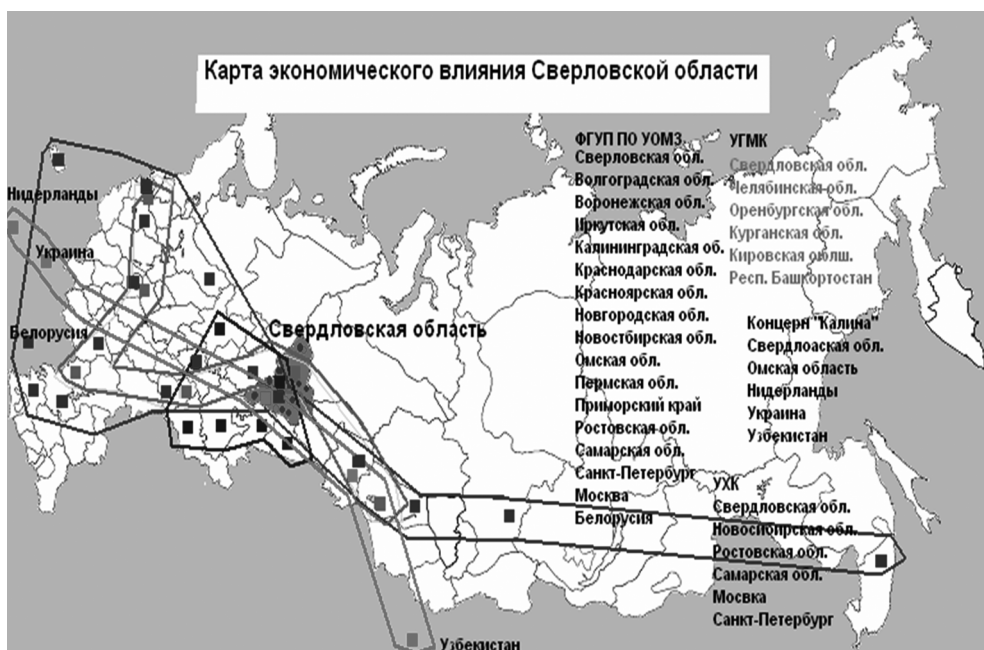 Карта экономического влияния Сверловской области
Нидерланды
Украина
Белорусия
Свердловская область
Узбекистан
ФГУП ПО УОМЗ
Сверловская обл.
Волгоградская обл.
Воронежская обл.
Иркутская обл.
Калининградская об.
Краснодарская обл.
Красноярская обл.
Новгородская обл.
Новостбирская обл.
Омская обл.
Пермская обл.
Приморский край
Ростовская обл.
Самарская обл.
Санкт-Петербург
Москва
Белорусия
УГМК
Свердловская обл.
Челябинская обл.
Оренбургская обл.
Курганская обл.
Кировская облш.
Респ. Башкортостан
Концерн "Калина"
Свердлоаская обл.
Омская область
Нидерланды
Украина
Узбекистан
УХК
Свердловская обл.
Новосибирская обл.
Ростовская обл.
Самарская обл.
Мосвка
Санкт-Петербург